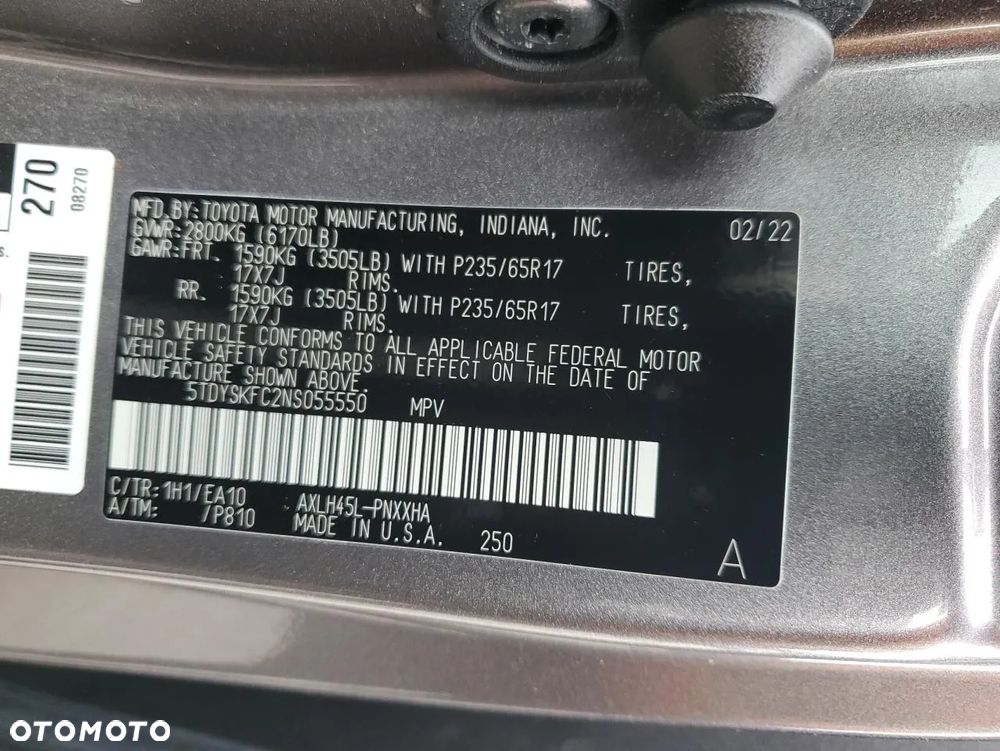 270
08270
s.
MFD.BY:TOYOTA MOTOR MANUFACTURING, INDIANA, INC. 02/22
GVWR:2800KG (6170LB)
GAWR:FRT. 1590KG (3505LB) WITH P235/65R17 TIRES,
17X7J RIMS.
RR. 1590KG (3505LB) WITH P235/65R17 TIRES,
17X7J RIMS.
THIS VEHICLE CONFORMS TO ALL APPLICABLE FEDERAL MOTOR
VEHICLE SAFETY STANDARDS IN EFFECT ON THE DATE OF
MANUFACTURE SHOWN ABOVE.
5TDYSKFC2NS055550 MPV
C/TR:1H1/EA10 AXLH45L-PNXXHA
A/TM: /P810 MADE IN U.S.A. 250
A
OTOMOTO